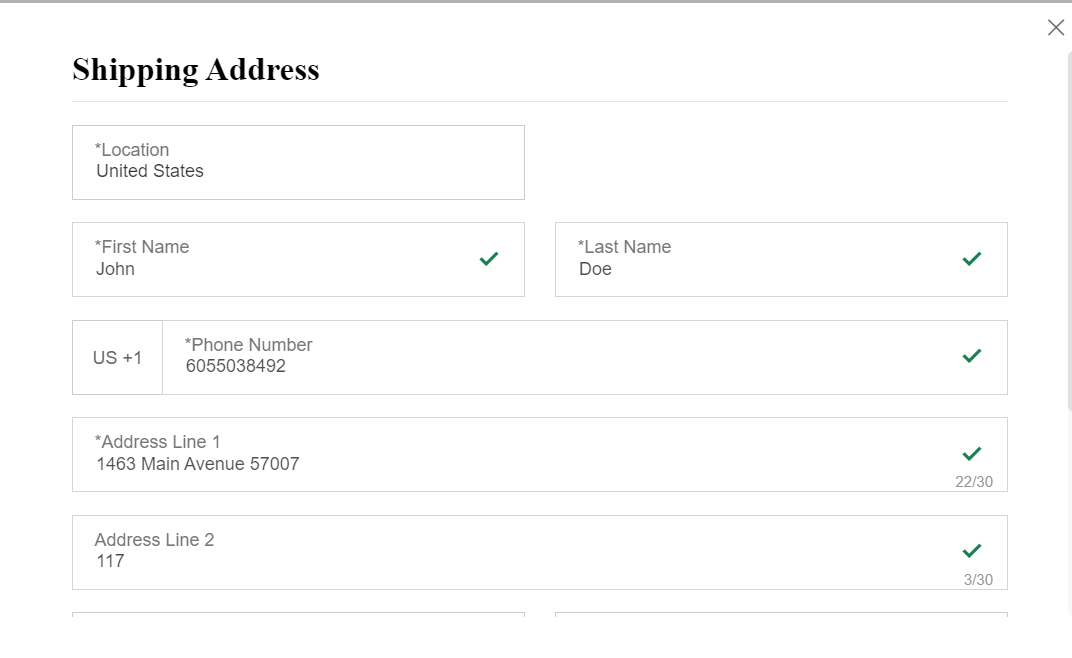 Shipping Address
*Location
United States
*First Name
John
*Last Name
Doe
US +1
*Phone Number
6055038492
*Address Line 1
1463 Main Avenue 57007
22/30
Address Line 2
117
3/30